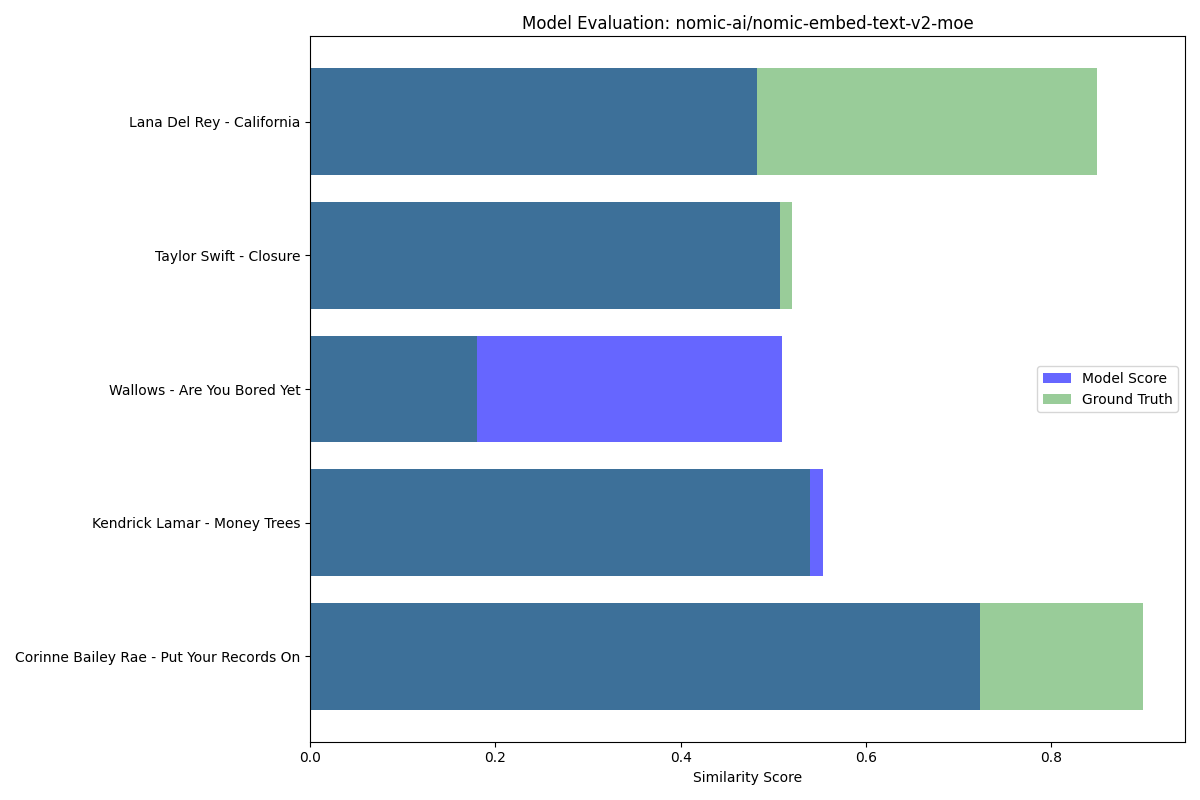 Model Evaluation: nomic-ai/nomic-embed-text-v2-moe
Lana Del Rey - California
Taylor Swift - Closure
Wallows - Are You Bored Yet
Kendrick Lamar - Money Trees
Corinne Bailey Rae - Put Your Records On
Model Score
Ground Truth
0.0 0.2 0.4 0.6 0.8
Similarity Score